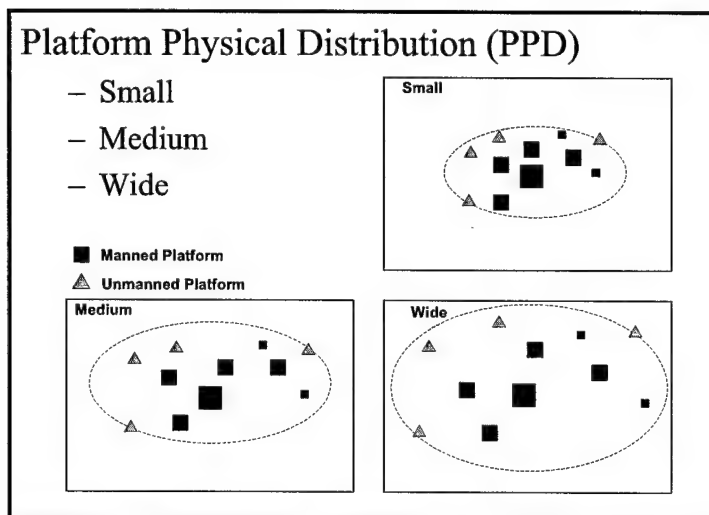 Platform Physical Distribution (PPD)
– Small
– Medium
– Wide
Small
Manned Platform
Unmanned Platform
Medium
Wide